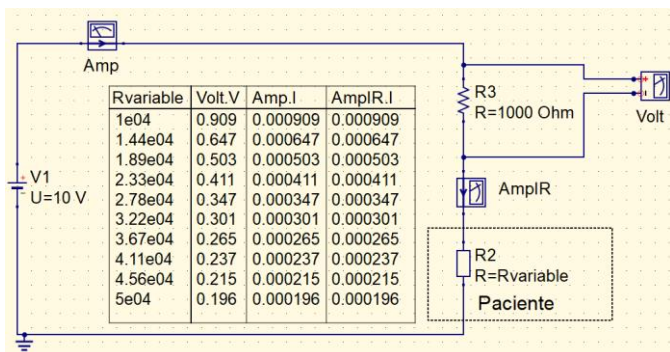 Amp
Rvariable Volt.V Amp.I AmpIR.I
1e04 0.909 0.000909 0.000909
1.44e04 0.647 0.000647 0.000647
1.89e04 0.503 0.000503 0.000503
2.33e04 0.411 0.000411 0.000411
2.78e04 0.347 0.000347 0.000347
3.22e04 0.301 0.000301 0.000301
3.67e04 0.265 0.000265 0.000265
4.11e04 0.237 0.000237 0.000237
4.56e04 0.215 0.000215 0.000215
5e04 0.196 0.000196 0.000196
V1
U=10 V
R3
R=1000 Ohm
Volt
AmpIR
R2
R=Rvariable
Paciente